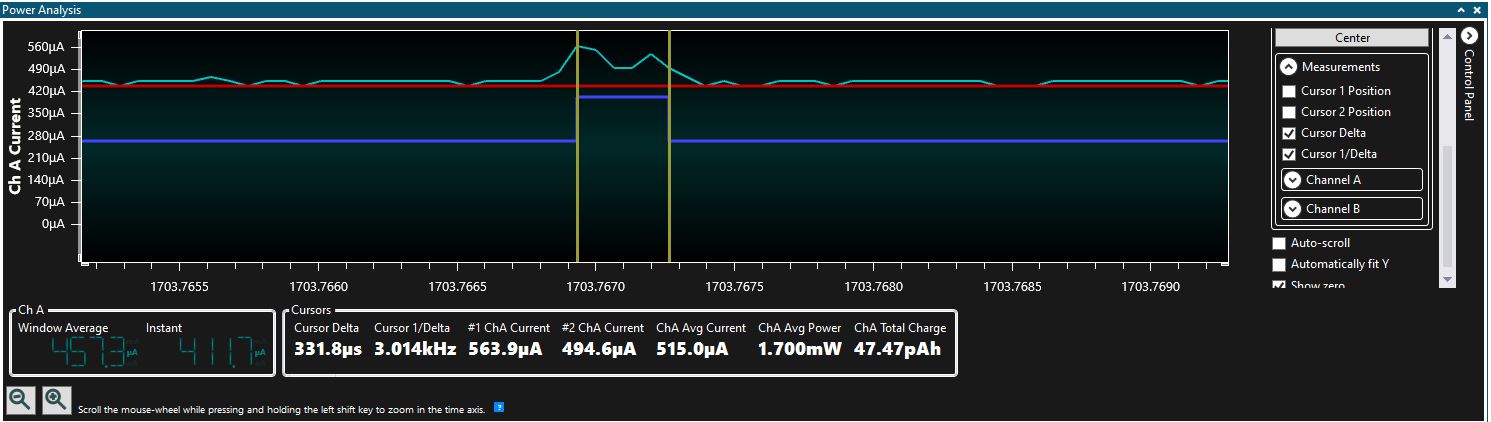 Power Analysis
Ch A Current
560µA
490µA
420µA
350µA
280µA
210µA
140µA
70µA
0µA
1703.7655 1703.7660 1703.7665 1703.7670 1703.7675 1703.7680 1703.7685 1703.7690
Center
Measurements
Cursor 1 Position
Cursor 2 Position
Cursor Delta
Cursor 1/Delta
Channel A
Channel B
Auto-scroll
Automatically fit Y
Show zero
Control Panel
Ch A
Window Average Instant
457.3 µA 411.7 µA
Cursors
Cursor Delta Cursor 1/Delta #1 ChA Current #2 ChA Current ChA Avg Current ChA Avg Power ChA Total Charge
331.8µs 3.014kHz 563.9µA 494.6µA 515.0µA 1.700mW 47.47pAh
Scroll the mouse-wheel while pressing and holding the left shift key to zoom in the time axis. ?